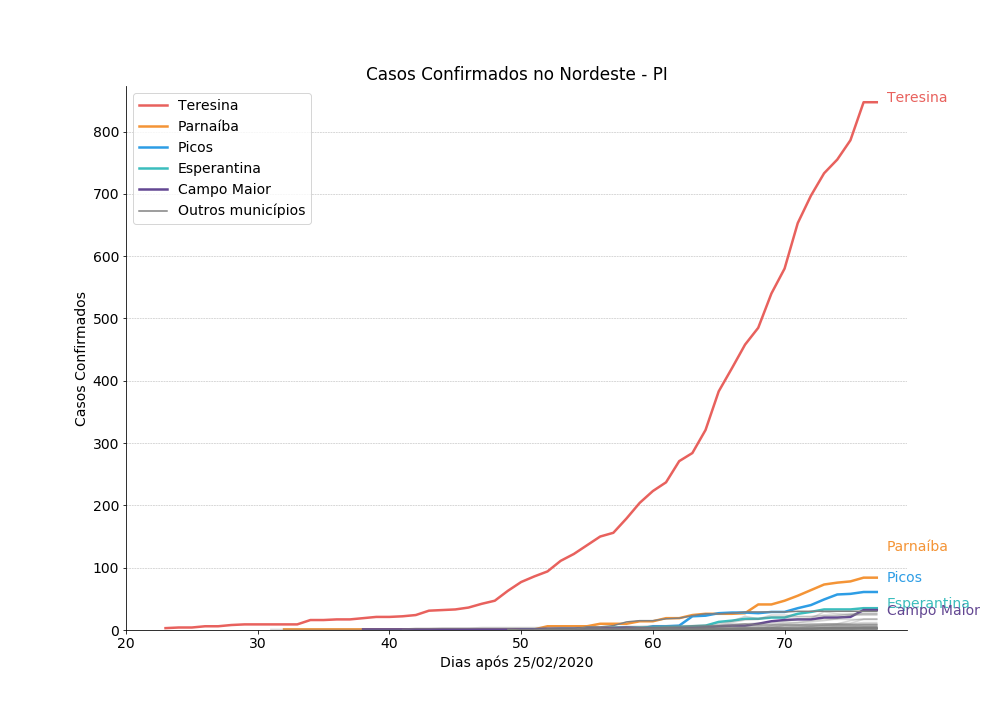 Casos Confirmados no Nordeste - PI
Teresina
Parnaíba
Picos
Esperantina
Campo Maior
Outros municípios
Casos Confirmados
800
700
600
500
400
300
200
100
0
20
30
40
50
60
70
Dias após 25/02/2020
Teresina
Parnaíba
Picos
Esperantina
Campo Maior